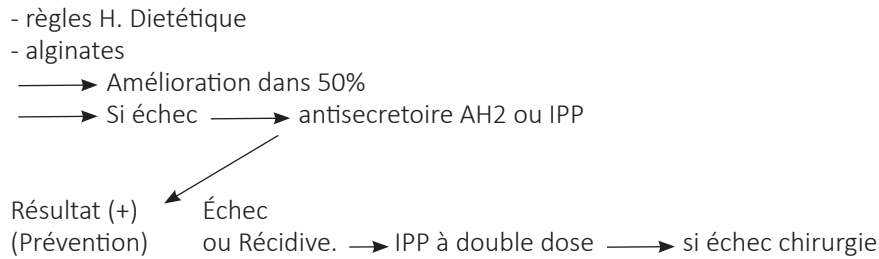 - règles H. Dietétique
- alginates
Amélioration dans 50%
Si échec antisecretoire AH2 ou IPP
Résultat (+) Échec
(Prévention) ou Récidive. IPP à double dose si échec chirurgie